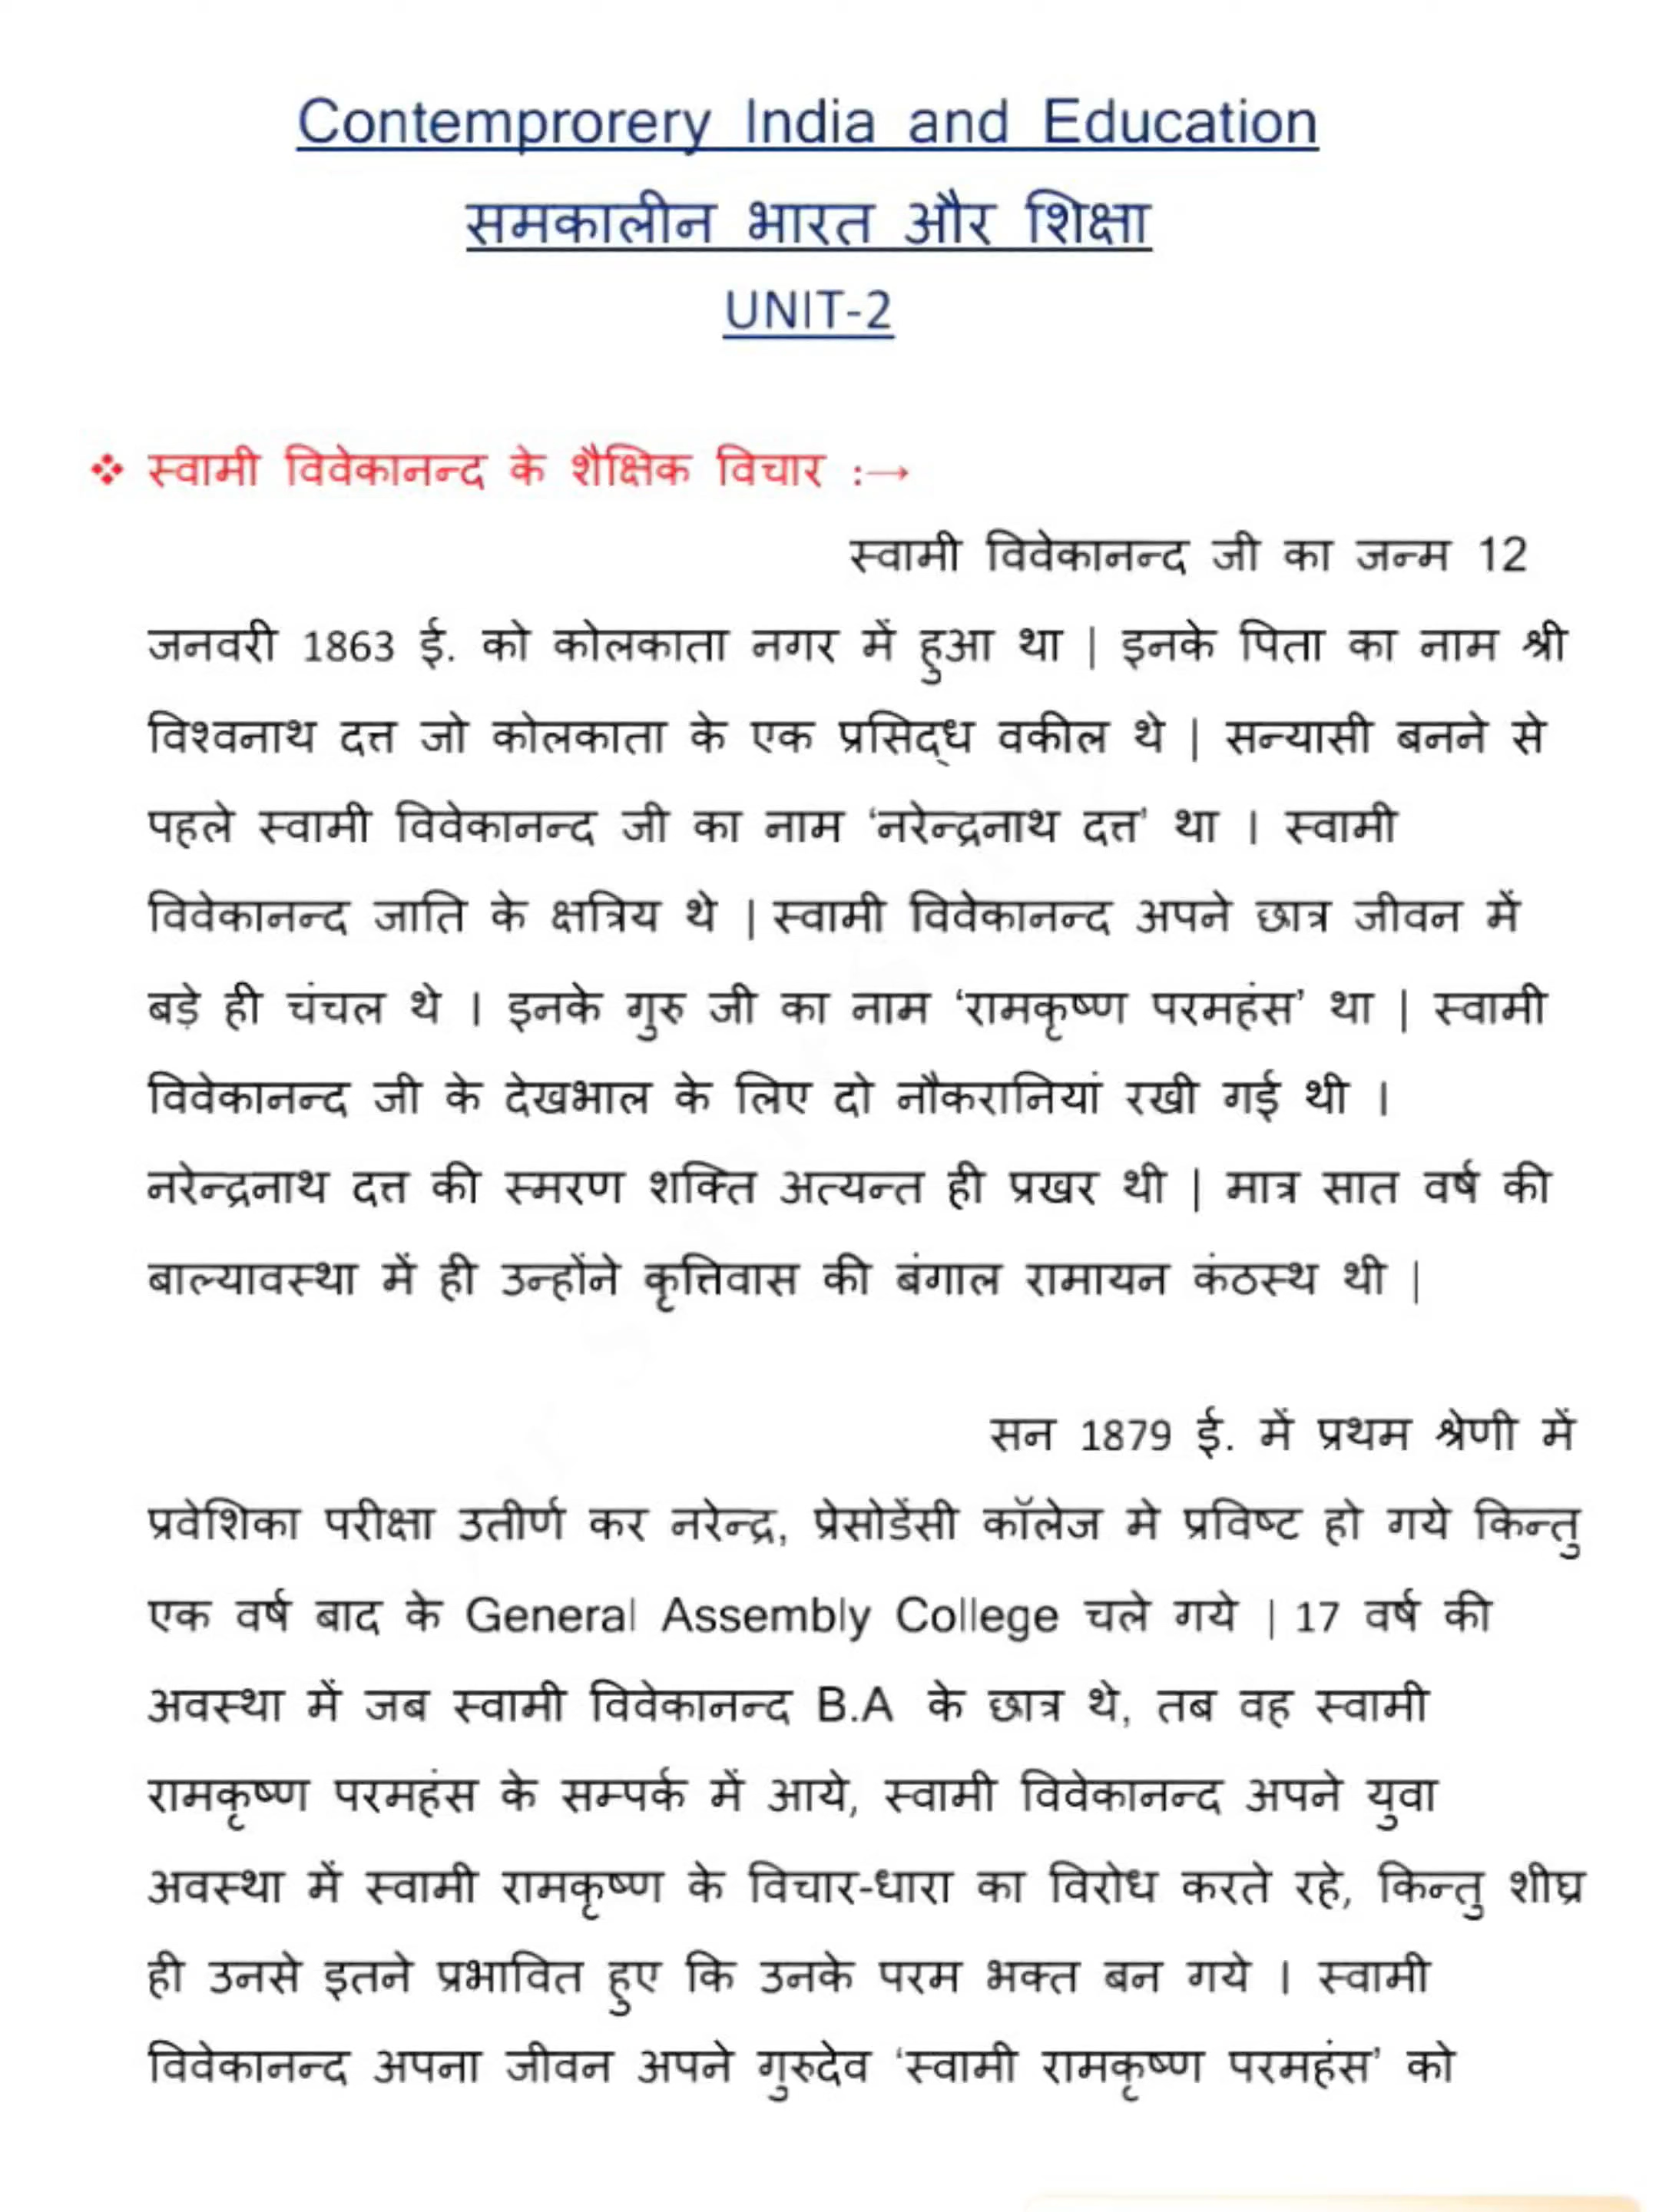 Contemprorery India and Education
समकालीन भारत और शिक्षा
UNIT-2
❖ स्वामी विवेकानन्द के शैक्षिक विचार :→
स्वामी विवेकानन्द जी का जन्म 12
जनवरी 1863 ई. को कोलकाता नगर में हुआ था | इनके पिता का नाम श्री
विश्वनाथ दत्त जो कोलकाता के एक प्रसिद्ध वकील थे | सन्यासी बनने से
पहले स्वामी विवेकानन्द जी का नाम ‘नरेन्द्रनाथ दत्त’ था । स्वामी
विवेकानन्द जाति के क्षत्रिय थे | स्वामी विवेकानन्द अपने छात्र जीवन में
बड़े ही चंचल थे । इनके गुरु जी का नाम ‘रामकृष्ण परमहंस’ था | स्वामी
विवेकानन्द जी के देखभाल के लिए दो नौकरानियां रखी गई थी ।
नरेन्द्रनाथ दत्त की स्मरण शक्ति अत्यन्त ही प्रखर थी | मात्र सात वर्ष की
बाल्यावस्था में ही उन्होंने कृत्तिवास की बंगाल रामायन कंठस्थ थी |
सन 1879 ई. में प्रथम श्रेणी में
प्रवेशिका परीक्षा उतीर्ण कर नरेन्द्र, प्रेसोडेंसी कॉलेज मे प्रविष्ट हो गये किन्तु
एक वर्ष बाद के General Assembly College चले गये | 17 वर्ष की
अवस्था में जब स्वामी विवेकानन्द B.A के छात्र थे, तब वह स्वामी
रामकृष्ण परमहंस के सम्पर्क में आये, स्वामी विवेकानन्द अपने युवा
अवस्था में स्वामी रामकृष्ण के विचार-धारा का विरोध करते रहे, किन्तु शीघ्र
ही उनसे इतने प्रभावित हुए कि उनके परम भक्त बन गये । स्वामी
विवेकानन्द अपना जीवन अपने गुरुदेव ‘स्वामी रामकृष्ण परमहंस’ को